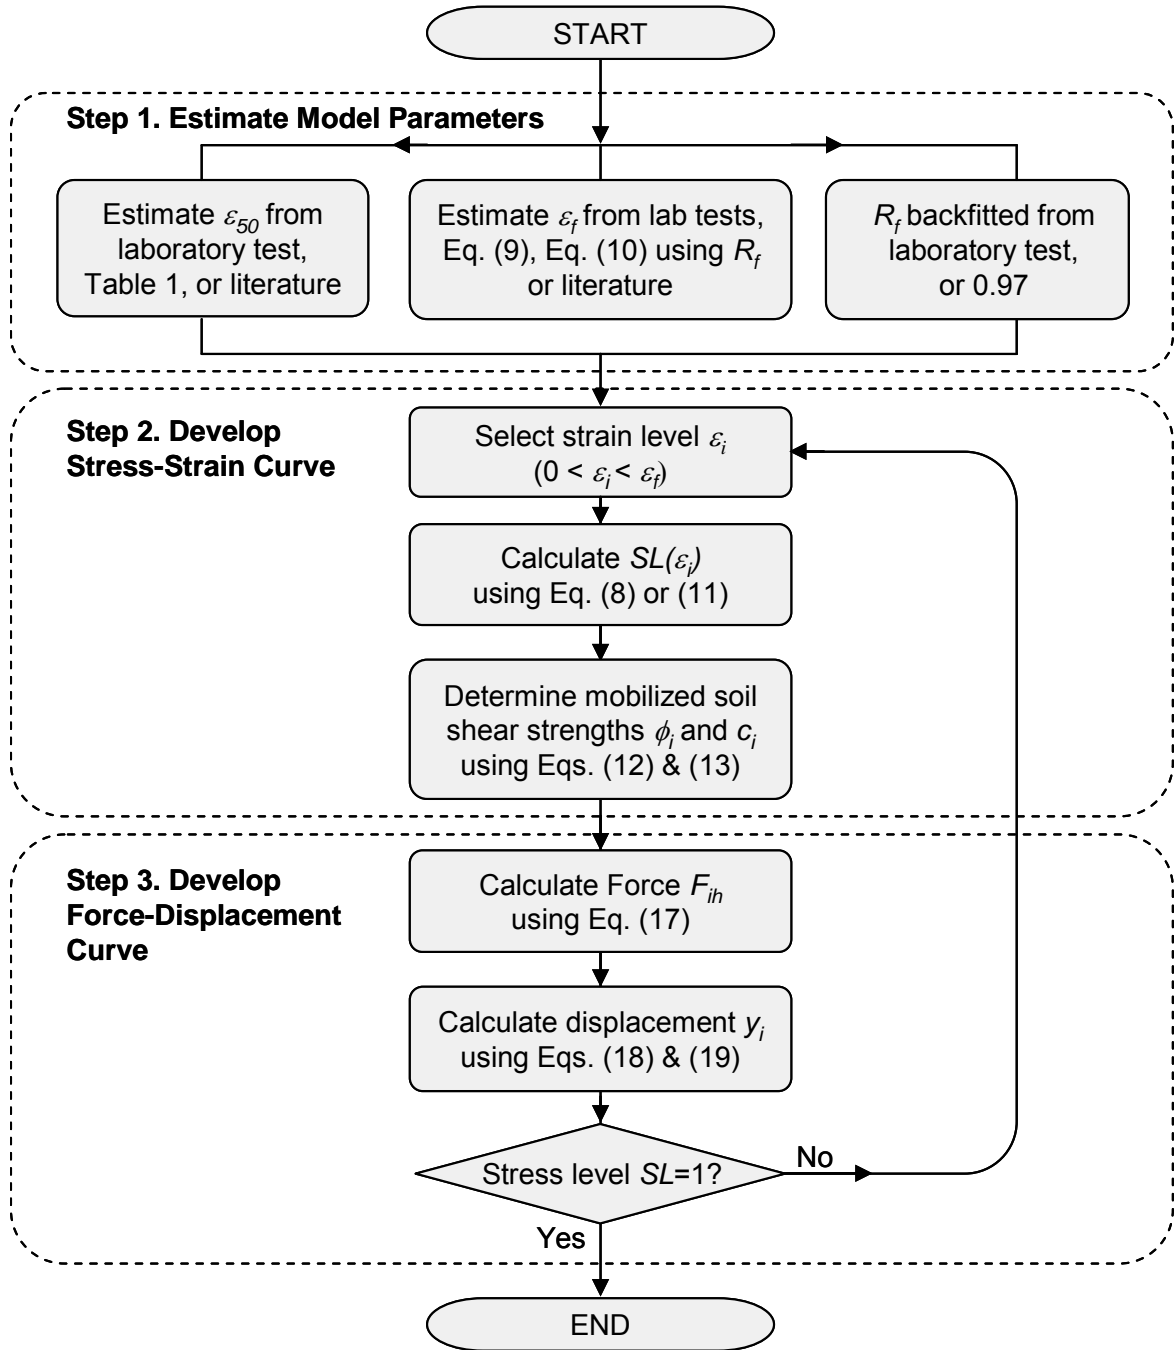 START
Step 1. Estimate Model Parameters
Estimate ε50 from
laboratory test,
Table 1, or literature
Estimate εf from lab tests,
Eq. (9), Eq. (10) using Rf
or literature
Rf backfitted from
laboratory test,
or 0.97
Step 2. Develop
Stress-Strain Curve
Select strain level εi
(0 < εi < εf)
Calculate SL(εi)
using Eq. (8) or (11)
Determine mobilized soil
shear strengths ϕi and ci
using Eqs. (12) & (13)
Step 3. Develop
Force-Displacement
Curve
Calculate Force Fih
using Eq. (17)
Calculate displacement yi
using Eqs. (18) & (19)
Stress level SL=1?
No
Yes
END